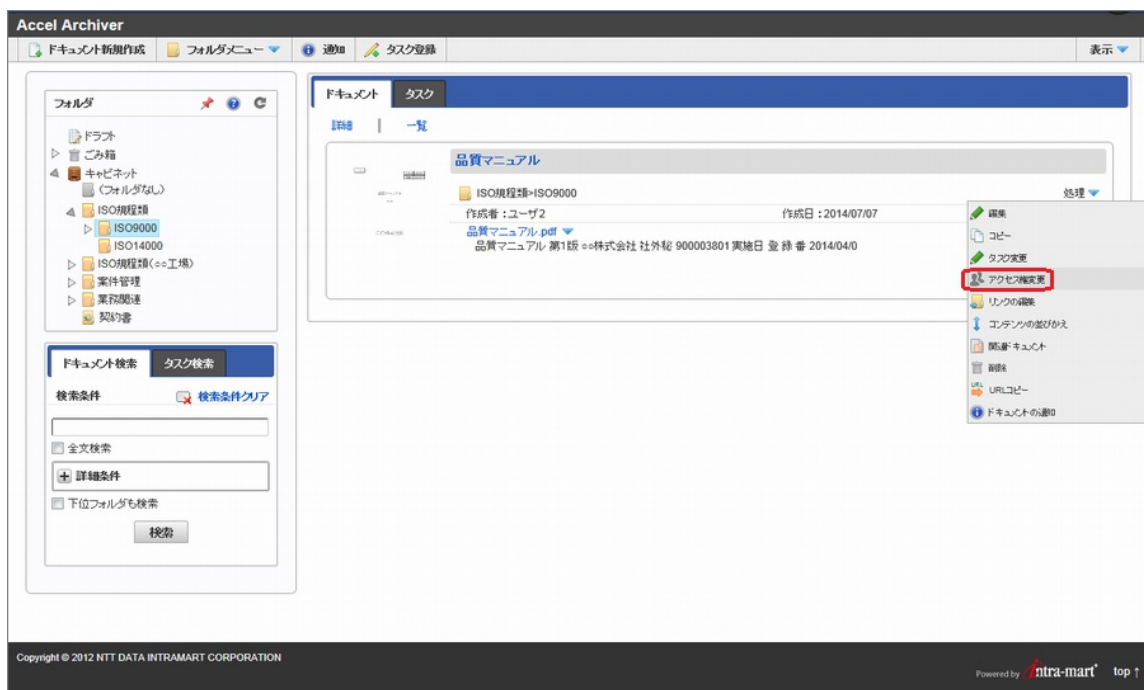 Accel Archiver
ドキュメント新規作成 フォルダメニュー 通知 タスク登録 表示
フォルダ
ドラフト
ごみ箱
キャビネット
(フォルダなし)
ISO規程類
ISO9000
ISO14000
ISO規程類(○○工場)
案件管理
業務関連
契約書
ドキュメント検索 タスク検索
検索条件 検索条件クリア
全文検索
詳細条件
下位フォルダも検索
検索
ドキュメント タスク
詳細 | 一覧
品質マニュアル
ISO規程類>ISO9000 処理
作成者:ユーザ2 作成日:2014/07/07
品質マニュアル.pdf
品質マニュアル 第1版 ○○株式会社 社外秘 900003801 実施日 登 録 番 2014/04/0
編集
コピー
タスク変更
アクセス権変更
リンクの編集
コンテンツの並びかえ
関連ドキュメント
削除
URLコピー
ドキュメントの通知
Copyright © 2012 NTT DATA INTRAMART CORPORATION
Powered by intra-mart top ↑